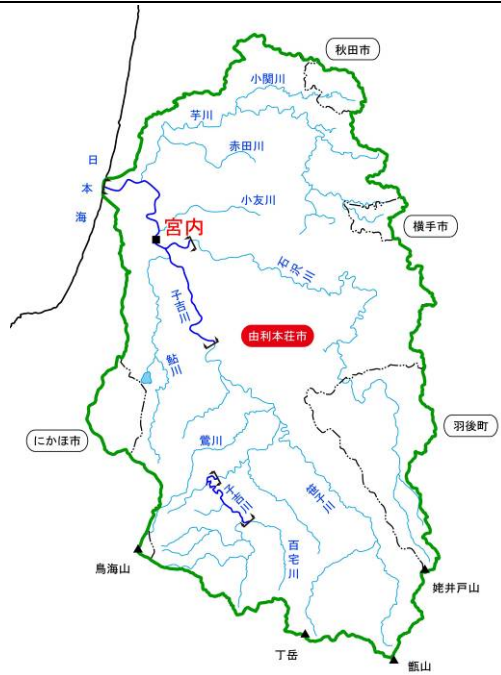 秋田市
小関川
芋川
赤田川
日本海
小友川
横手市
宮内
石沢川
子吉川
由利本荘市
鮎川
羽後町
にかほ市
鶯川
子吉川
笹子川
百宅川
鳥海山
姥井戸山
丁岳
甑山